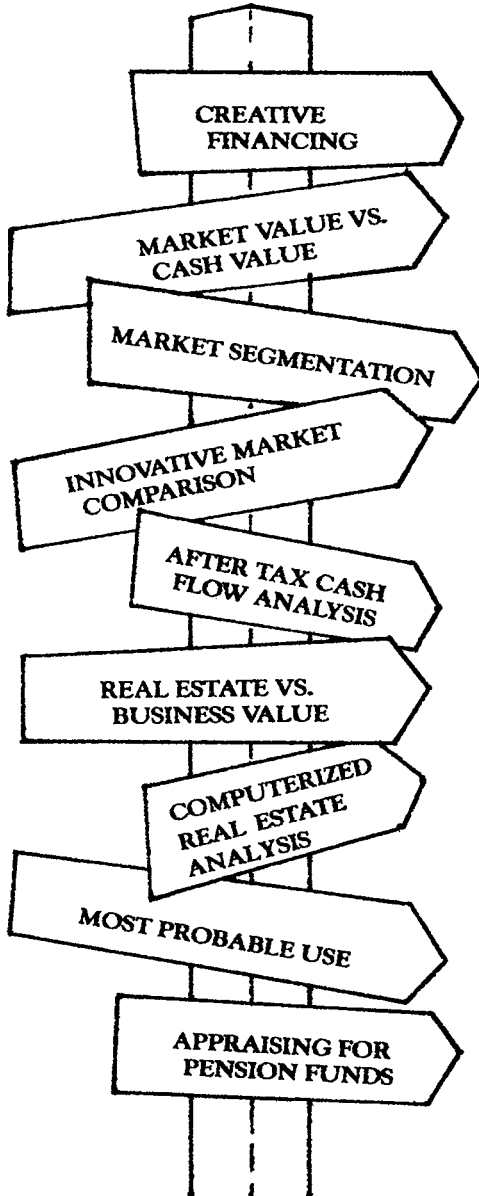 CREATIVE
FINANCING
MARKET VALUE VS.
CASH VALUE
MARKET SEGMENTATION
INNOVATIVE MARKET
COMPARISON
AFTER TAX CASH
FLOW ANALYSIS
REAL ESTATE VS.
BUSINESS VALUE
COMPUTERIZED
REAL ESTATE
ANALYSIS
MOST PROBABLE USE
APPRAISING FOR
PENSION FUNDS